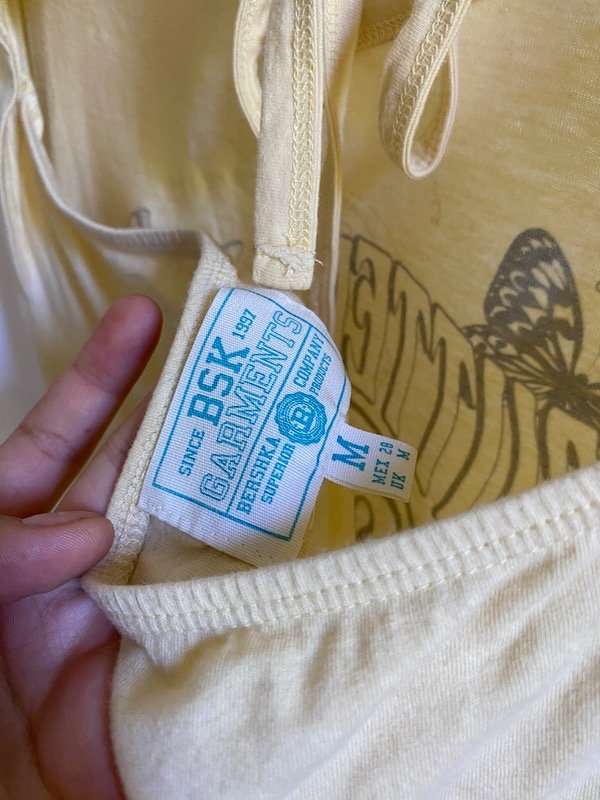 SINCE 1997
BSK
GARMENTS
BERSHKA COMPANY
SUPERIOR B PRODUCTS
M
MEX 28
UK M